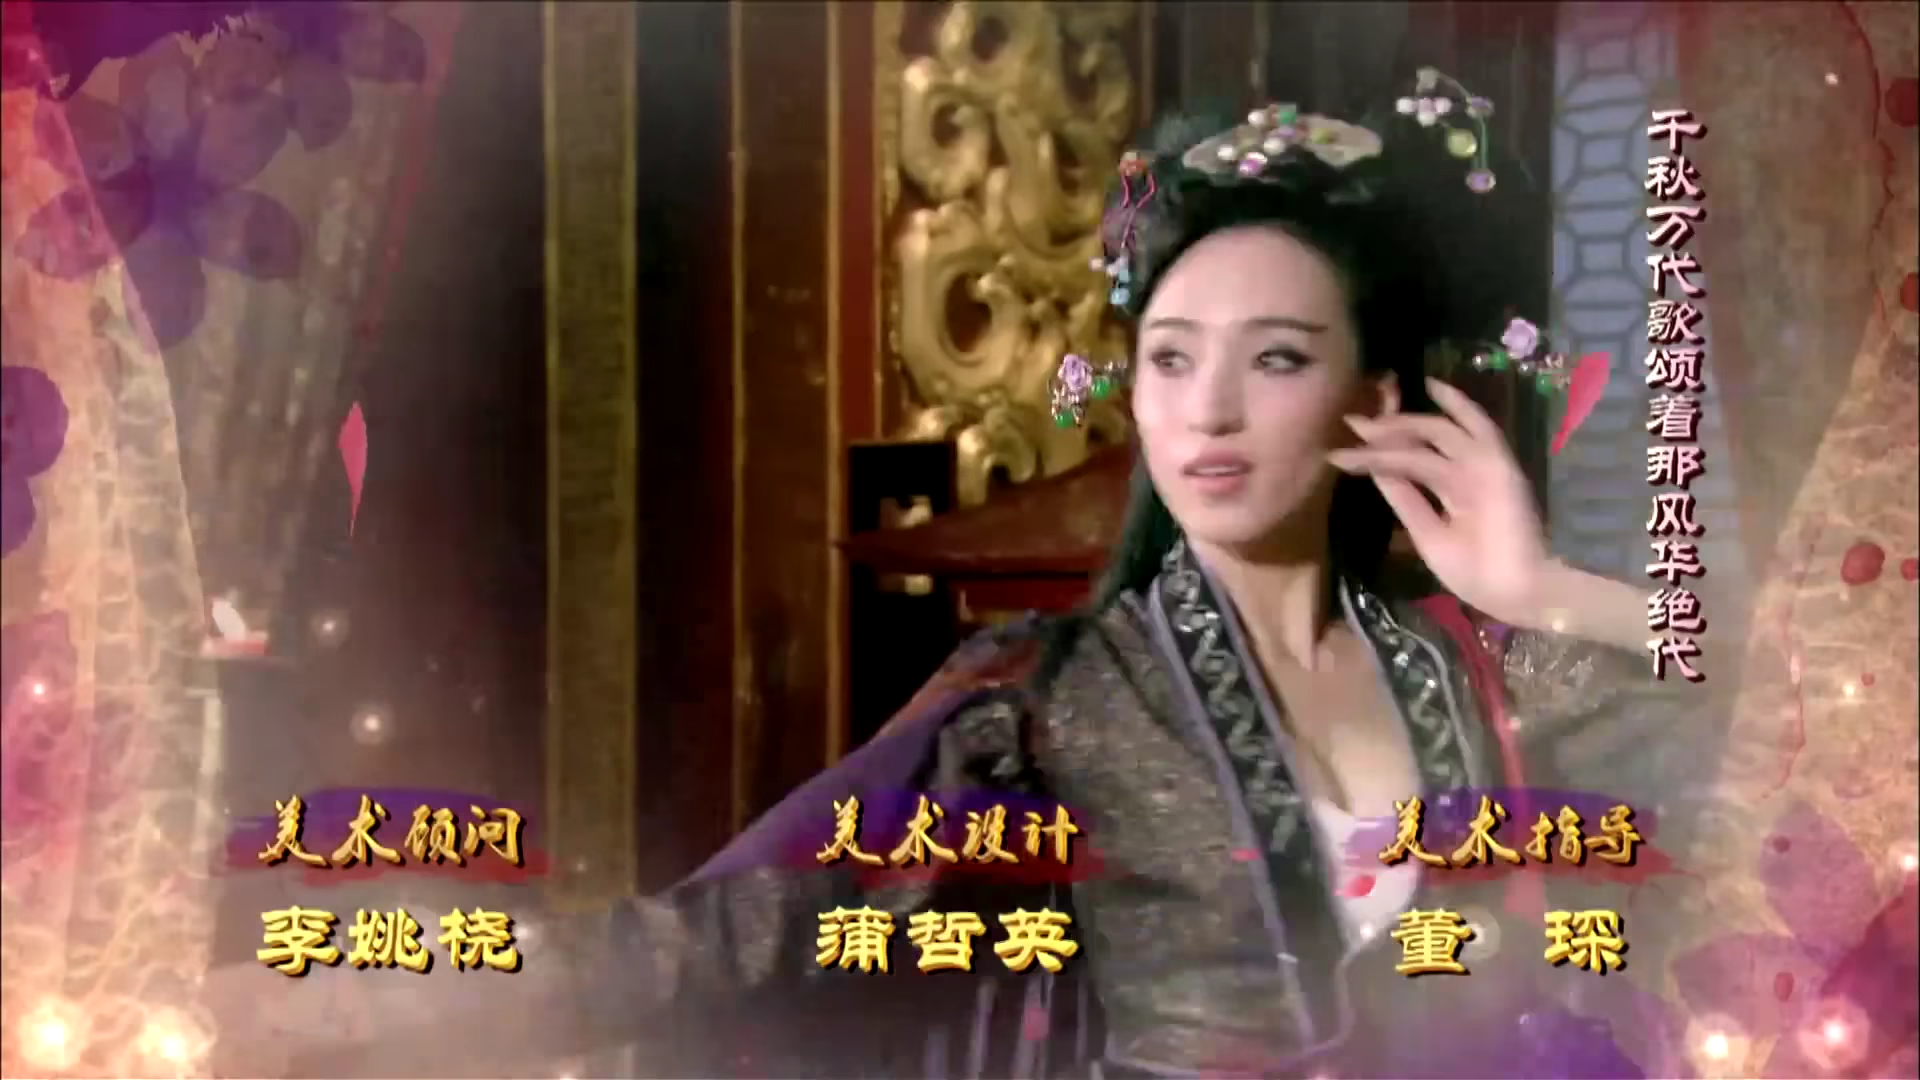 千秋万代歌颂着那风华绝代
美术顾问
美术设计
美术指导
李姚桡
蒲哲英
董 琛